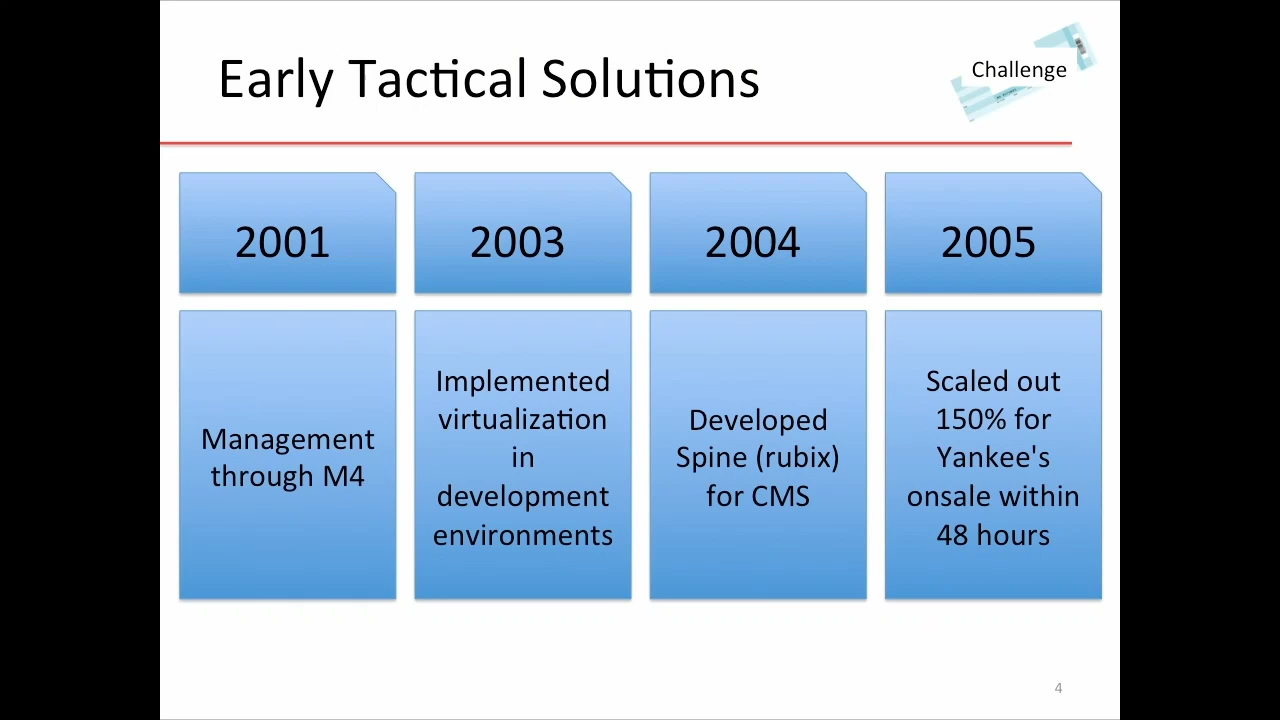 Early Tactical Solutions
Challenge
2001
2003
2004
2005
Management
through M4
Implemented
virtualization
in
development
environments
Developed
Spine (rubix)
for CMS
Scaled out
150% for
Yankee's
onsale within
48 hours
4